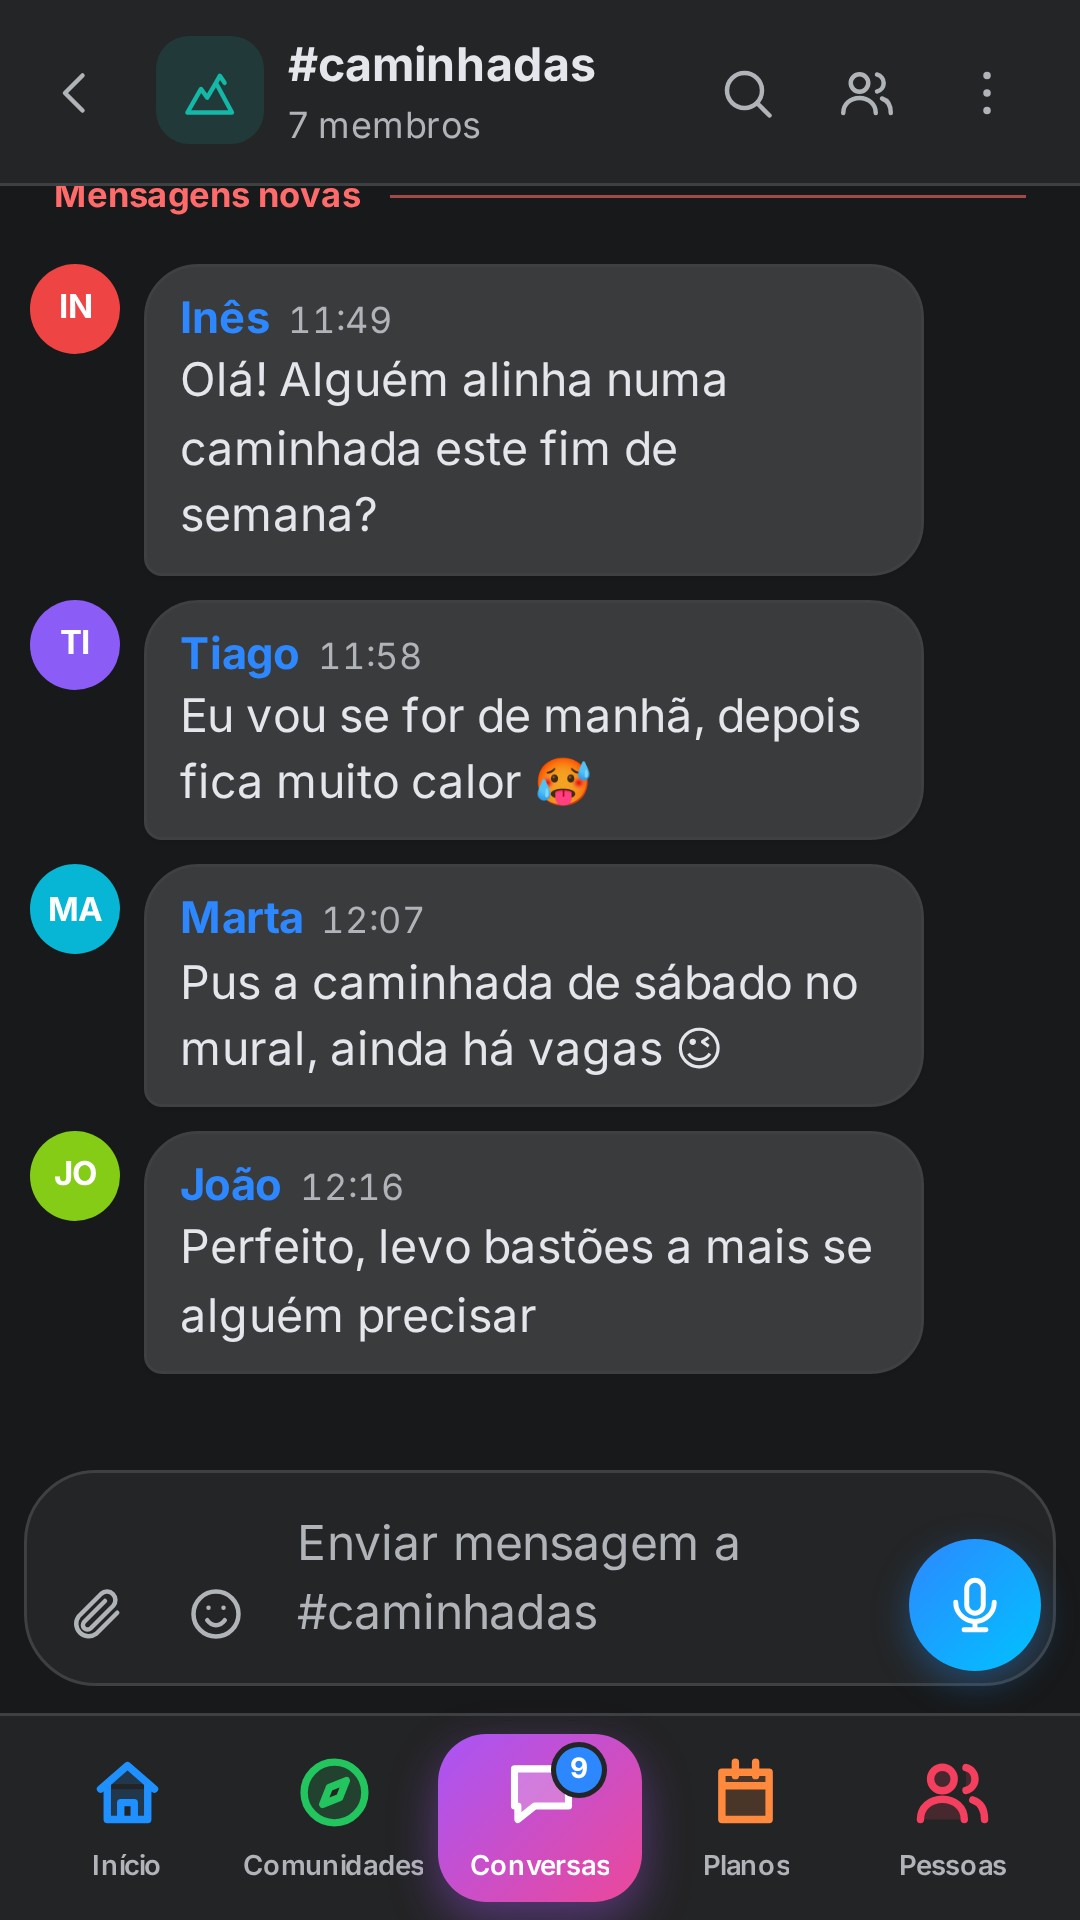 #caminhadas
7 membros
Mensagens novas
IN
Inês 11:49
Olá! Alguém alinha numa
caminhada este fim de
semana?
TI
Tiago 11:58
Eu vou se for de manhã, depois
fica muito calor 🥵
MA
Marta 12:07
Pus a caminhada de sábado no
mural, ainda há vagas 😉
JO
João 12:16
Perfeito, levo bastões a mais se
alguém precisar
Enviar mensagem a
#caminhadas
9
Início Comunidades Conversas Planos Pessoas